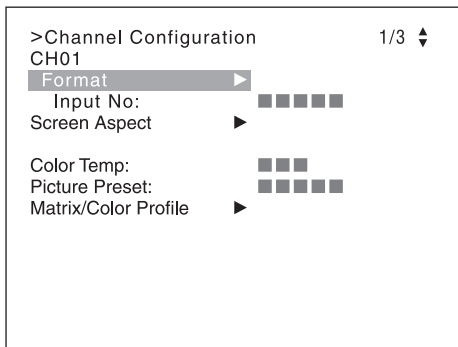 >Channel Configuration 1/3
CH01
Format
Input No:
Screen Aspect
Color Temp:
Picture Preset:
Matrix/Color Profile